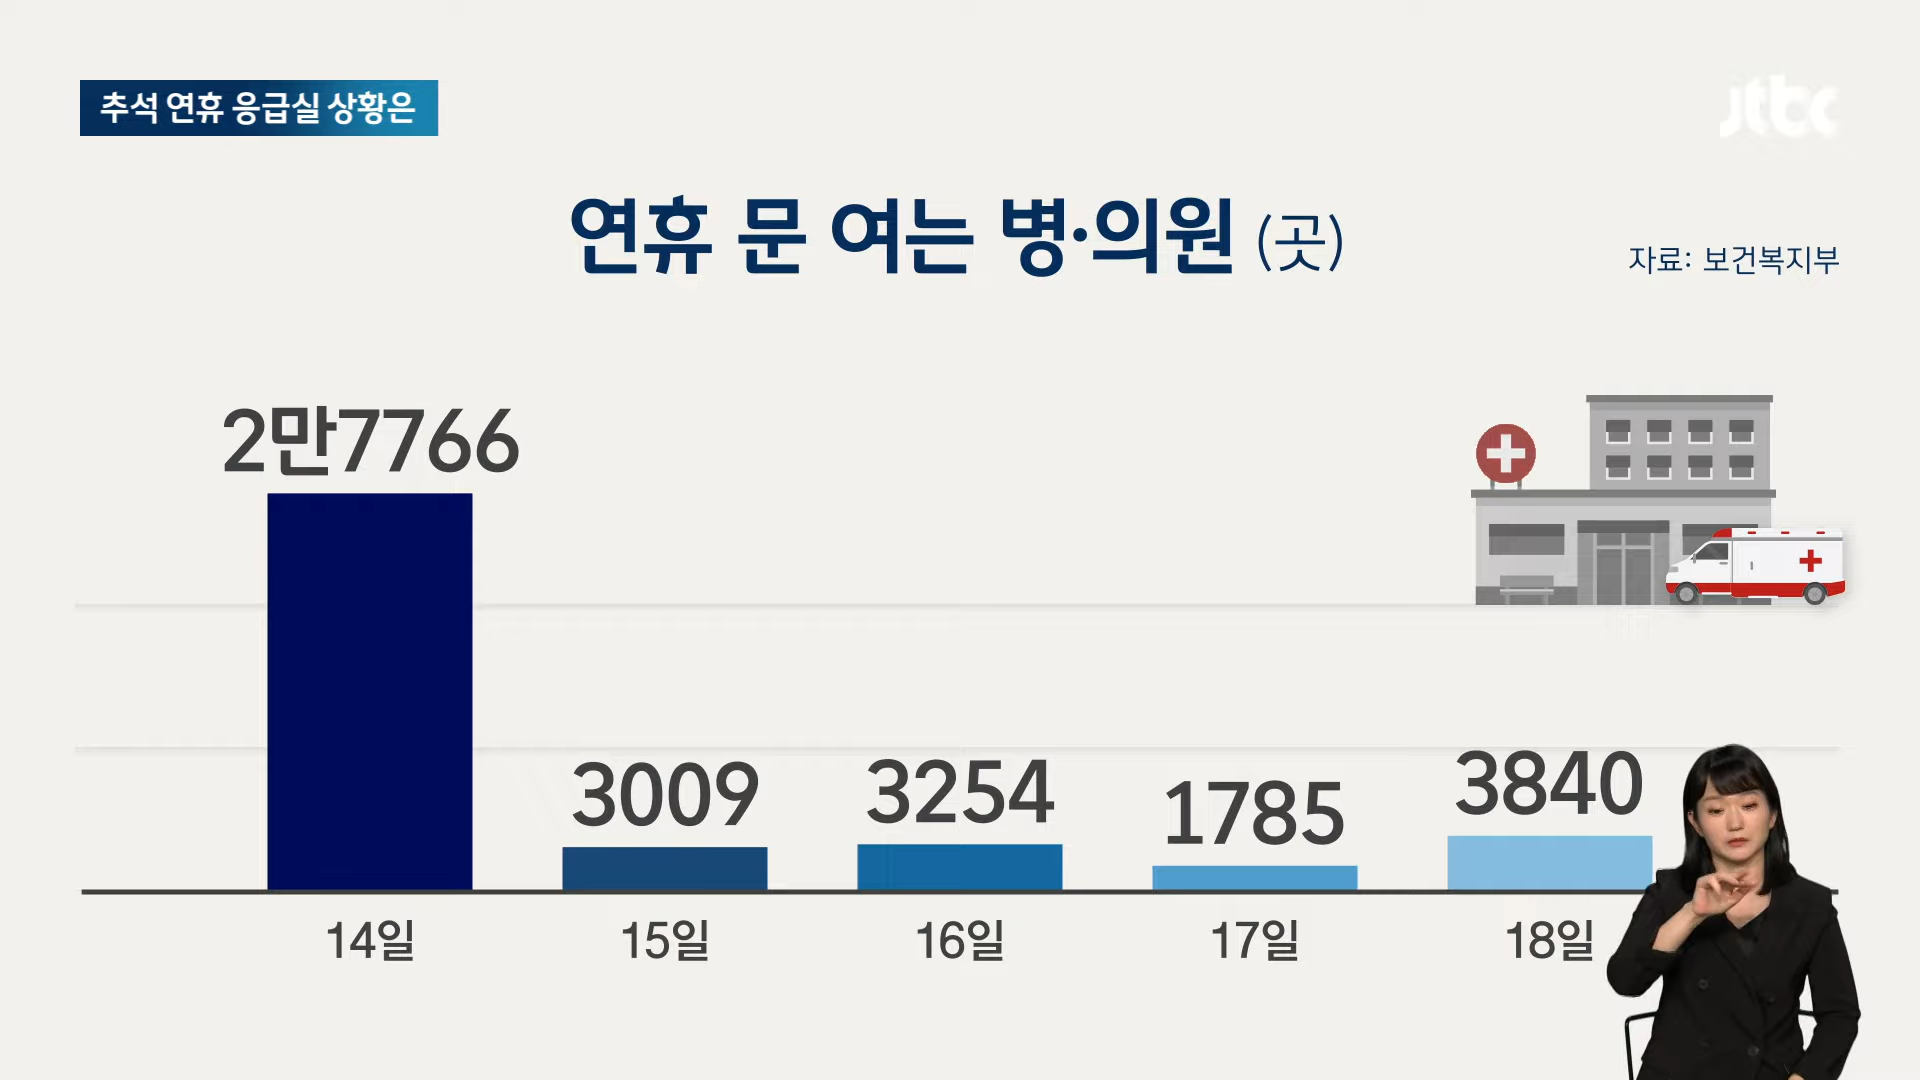 추석 연휴 응급실 상황은
jtbc
연휴 문 여는 병·의원 (곳)
자료: 보건복지부
2만7766
3009
3254
1785
3840
14일
15일
16일
17일
18일